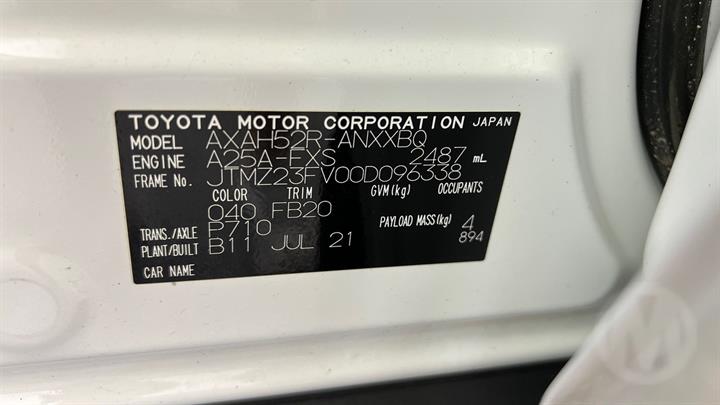 TOYOTA MOTOR CORPORATION JAPAN
MODEL AXAH52R-ANXXBQ
ENGINE A25A-FXS 2487 mL
FRAME No. JTMZ23FV00D096338
COLOR TRIM GVM(kg) OCCUPANTS
040 FB20 4
TRANS./AXLE P710 PAYLOAD MASS(kg) 894
PLANT/BUILT B11 JUL 21
CAR NAME
M